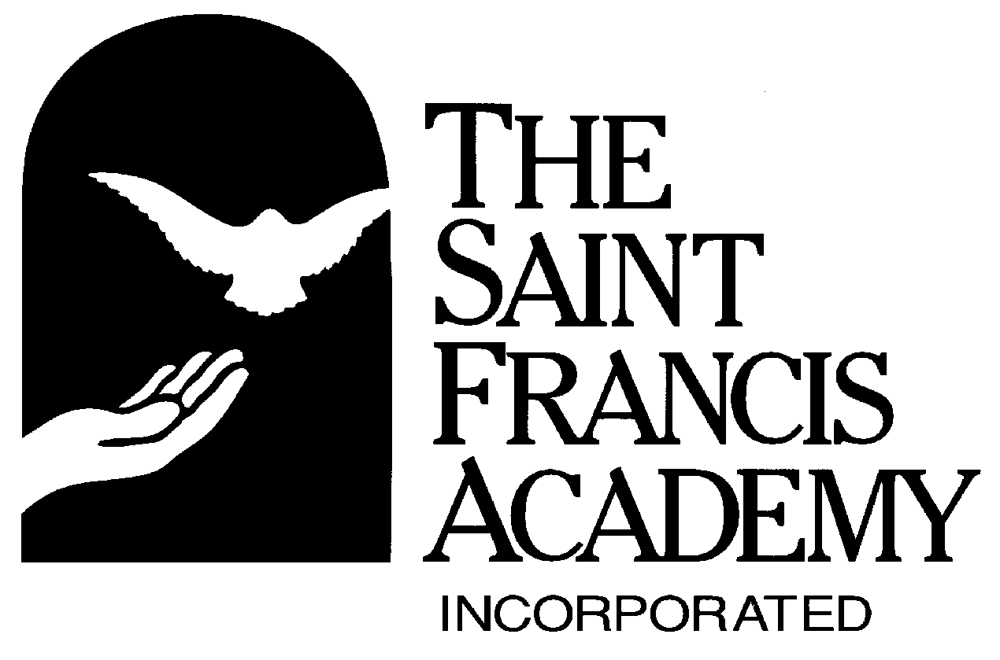 THE
SAINT
FRANCIS
ACADEMY
INCORPORATED